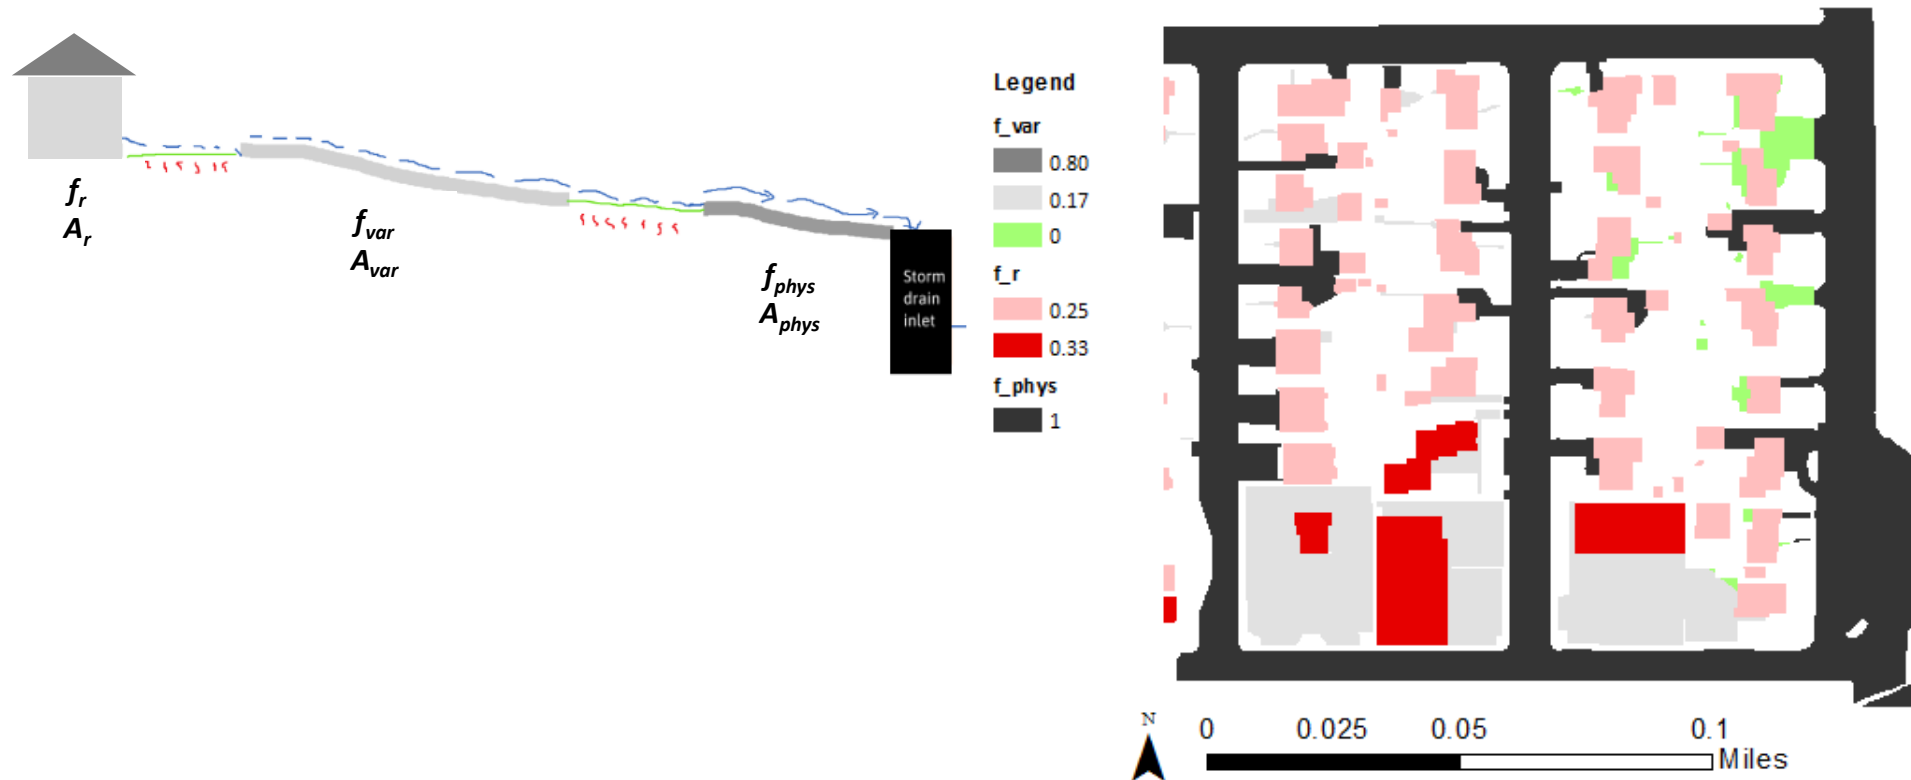 f_r
A_r
f_var
A_var
f_phys
A_phys
Storm
drain
inlet
Legend
f_var
0.80
0.17
0
f_r
0.25
0.33
f_phys
1
N
0 0.025 0.05 0.1
Miles